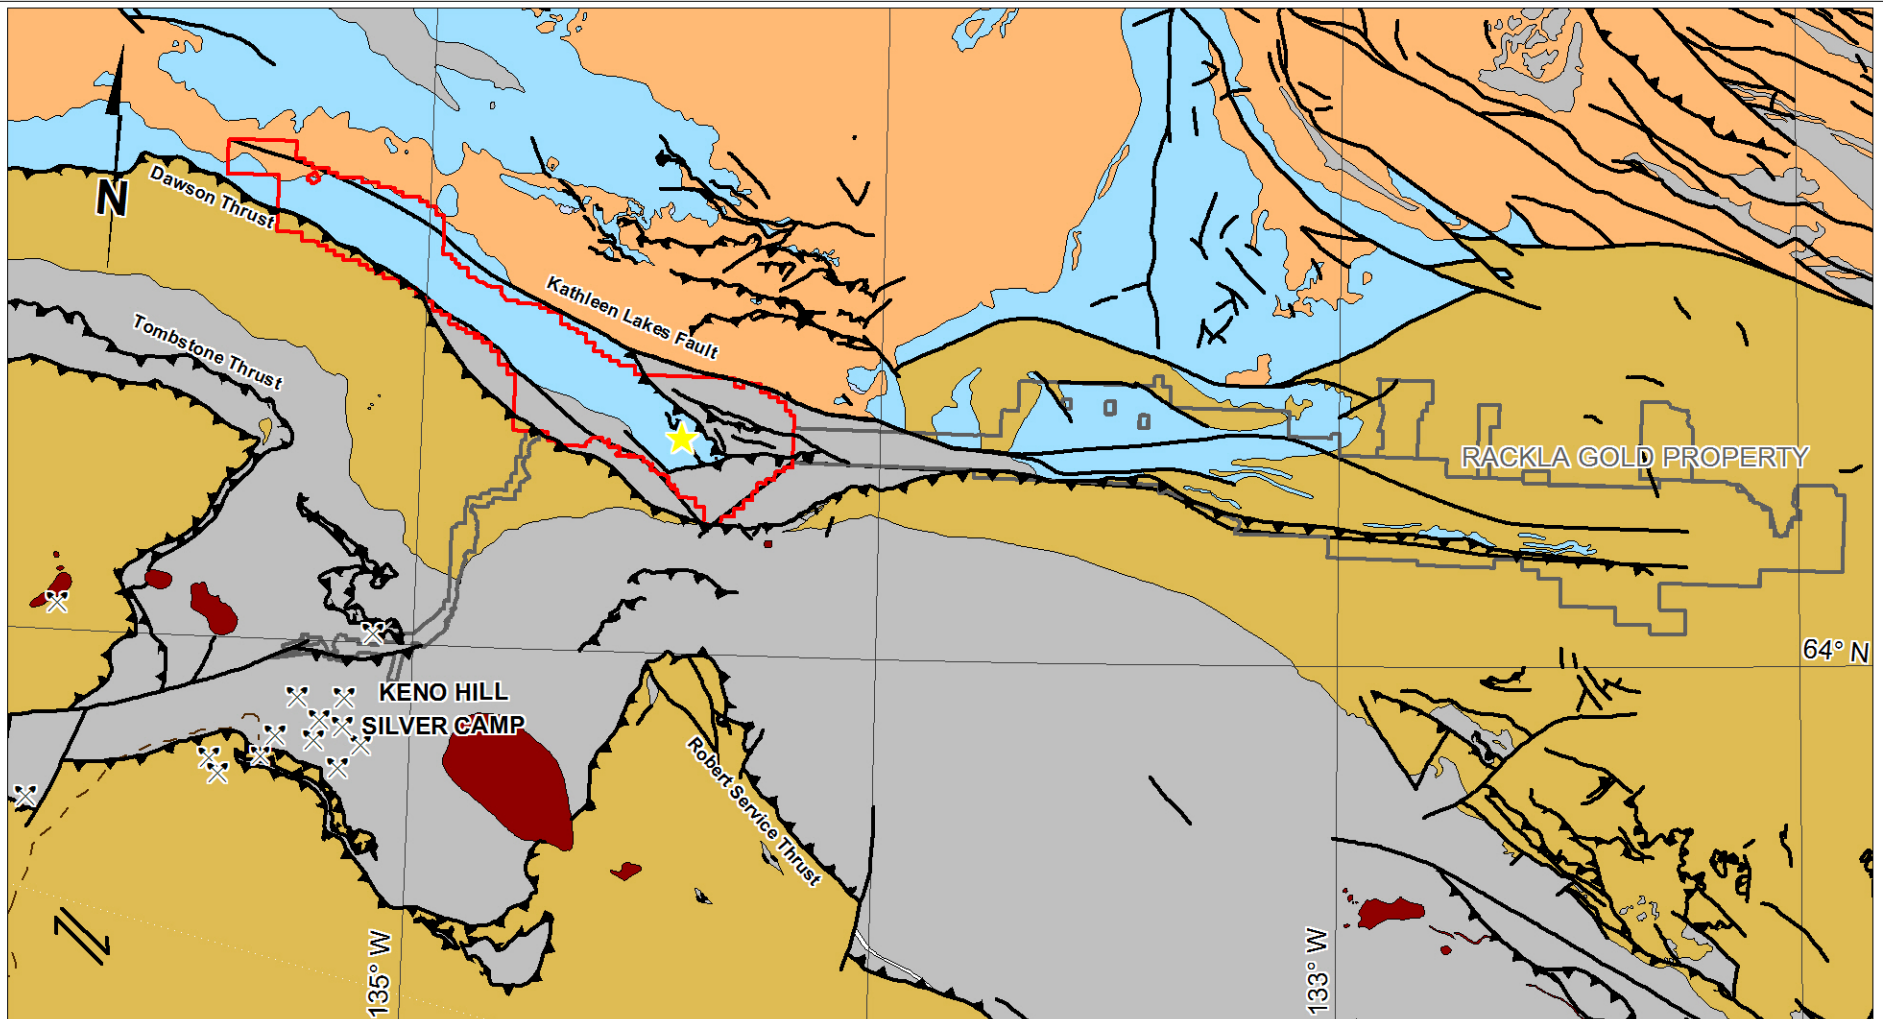 N
Dawson Thrust
Kathleen Lakes Fault
Tombstone Thrust
RACKLA GOLD PROPERTY
64° N
KENO HILL
SILVER CAMP
Robert Service Thrust
135° W
133° W